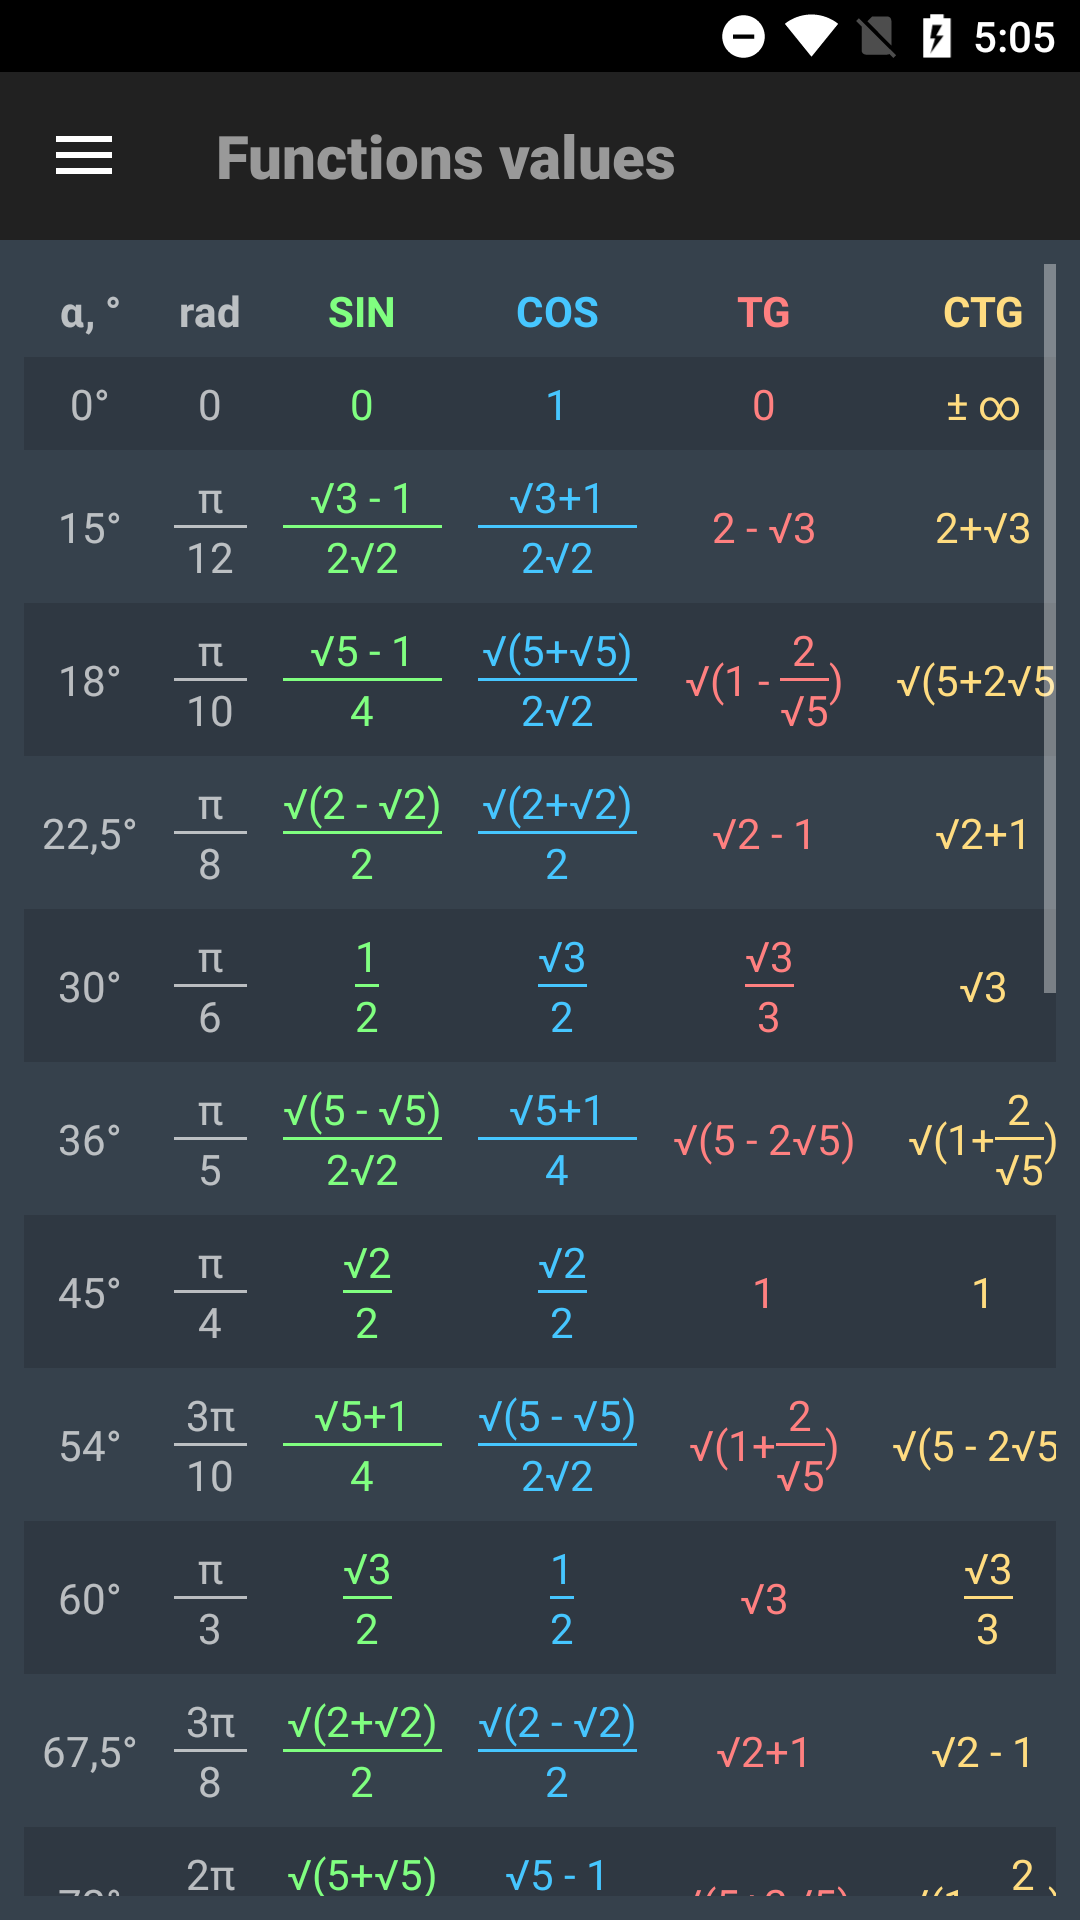 5:05
Functions values
α, ° rad SIN COS TG CTG
0° 0 0 1 0 ± ∞
π √3 - 1 √3+1
15° 2 - √3 2+√3
12 2√2 2√2
π √5 - 1 √(5+√5) 2
18° √(1 - ) √(5+2√5
10 4 2√2 √5
π √(2 - √2) √(2+√2)
22,5° √2 - 1 √2+1
8 2 2
π 1 √3 √3
30° √3
6 2 2 3
π √(5 - √5) √5+1 2
36° √(5 - 2√5) √(1+ )
5 2√2 4 √5
π √2 √2
45° 1 1
4 2 2
3π √5+1 √(5 - √5) 2
54° √(1+ ) √(5 - 2√5
10 4 2√2 √5
π √3 1 √3
60° √3
3 2 2 3
3π √(2+√2) √(2 - √2)
67,5° √2+1 √2 - 1
8 2 2
2π √(5+√5) √5 - 1 2